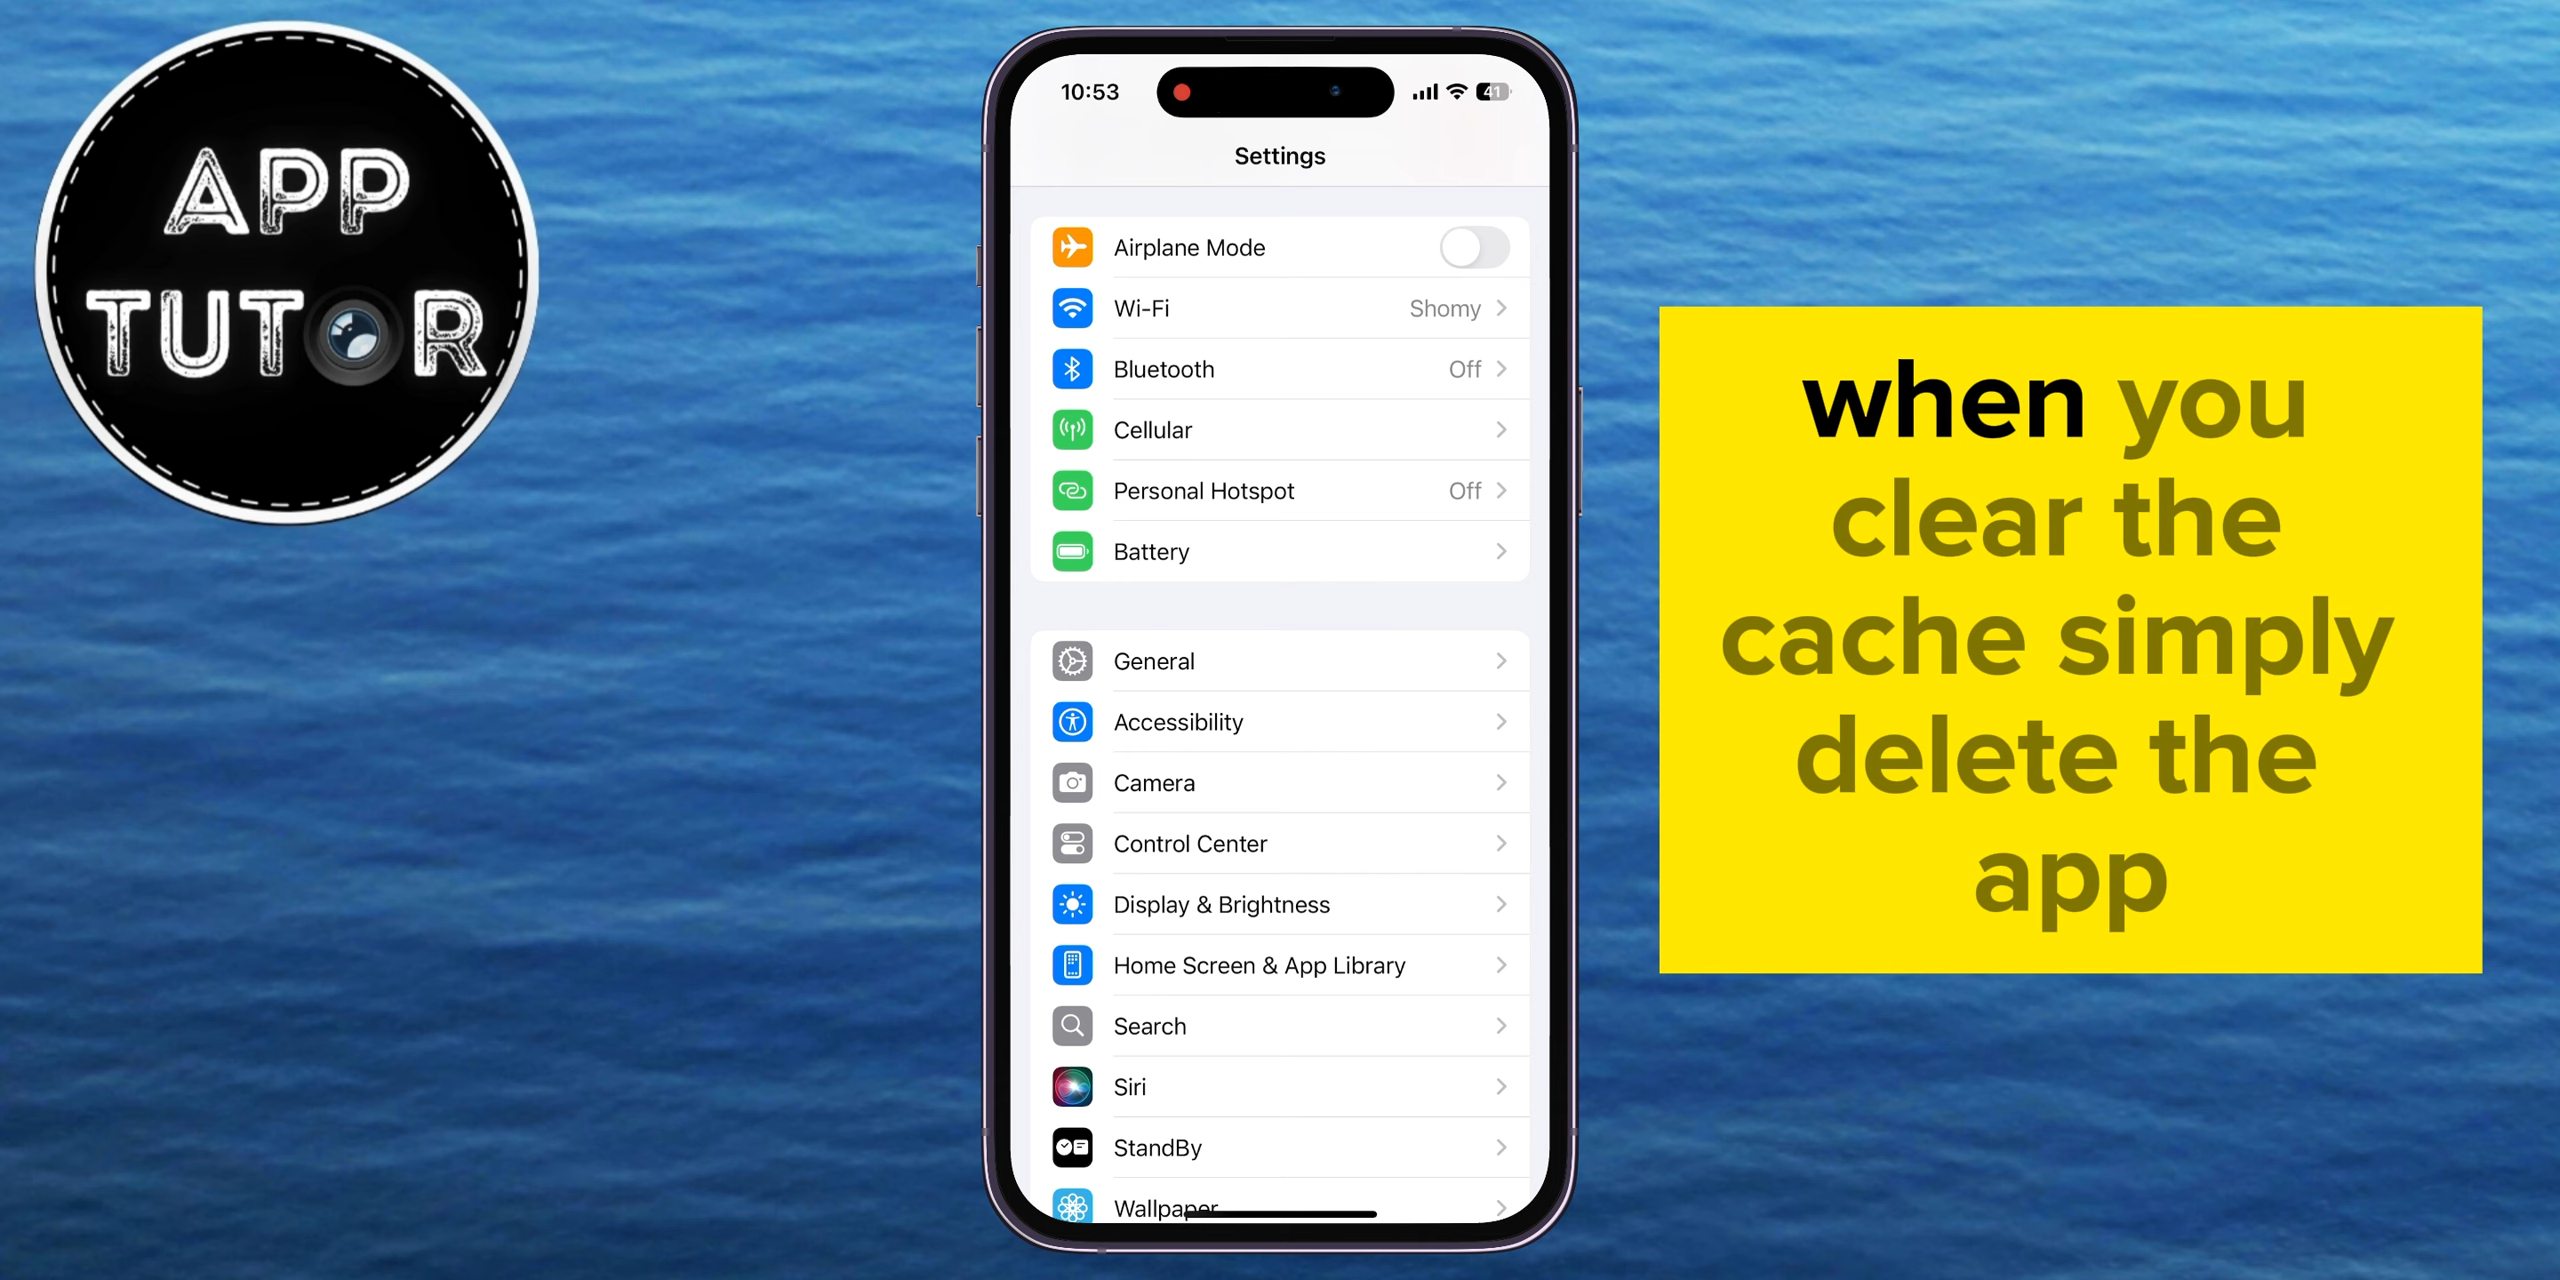 APP
TUTOR
10:53
41
Settings
Airplane Mode
Wi-Fi Shomy
Bluetooth Off
Cellular
Personal Hotspot Off
Battery
General
Accessibility
Camera
Control Center
Display & Brightness
Home Screen & App Library
Search
Siri
StandBy
Wallpaper
when you
clear the
cache simply
delete the
app